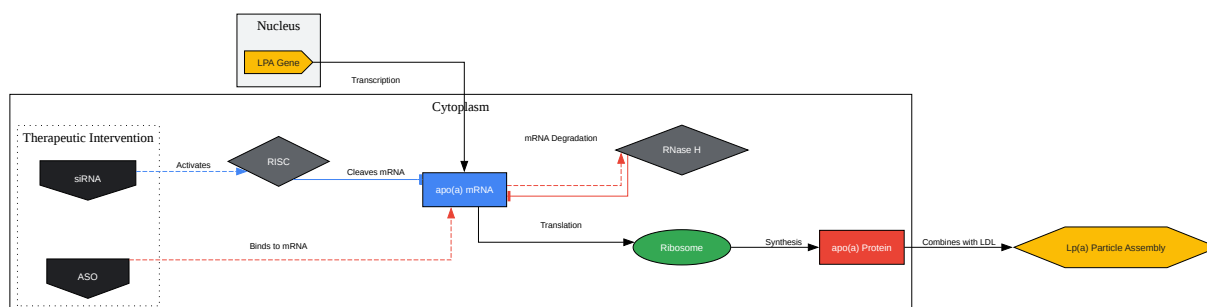 Nucleus
LPA Gene
Transcription
Cytoplasm
Therapeutic Intervention
siRNA
Activates
RISC
Cleaves mRNA
apo(a) mRNA
mRNA Degradation
RNase H
ASO
Binds to mRNA
Translation
Ribosome
Synthesis
apo(a) Protein
Combines with LDL
Lp(a) Particle Assembly